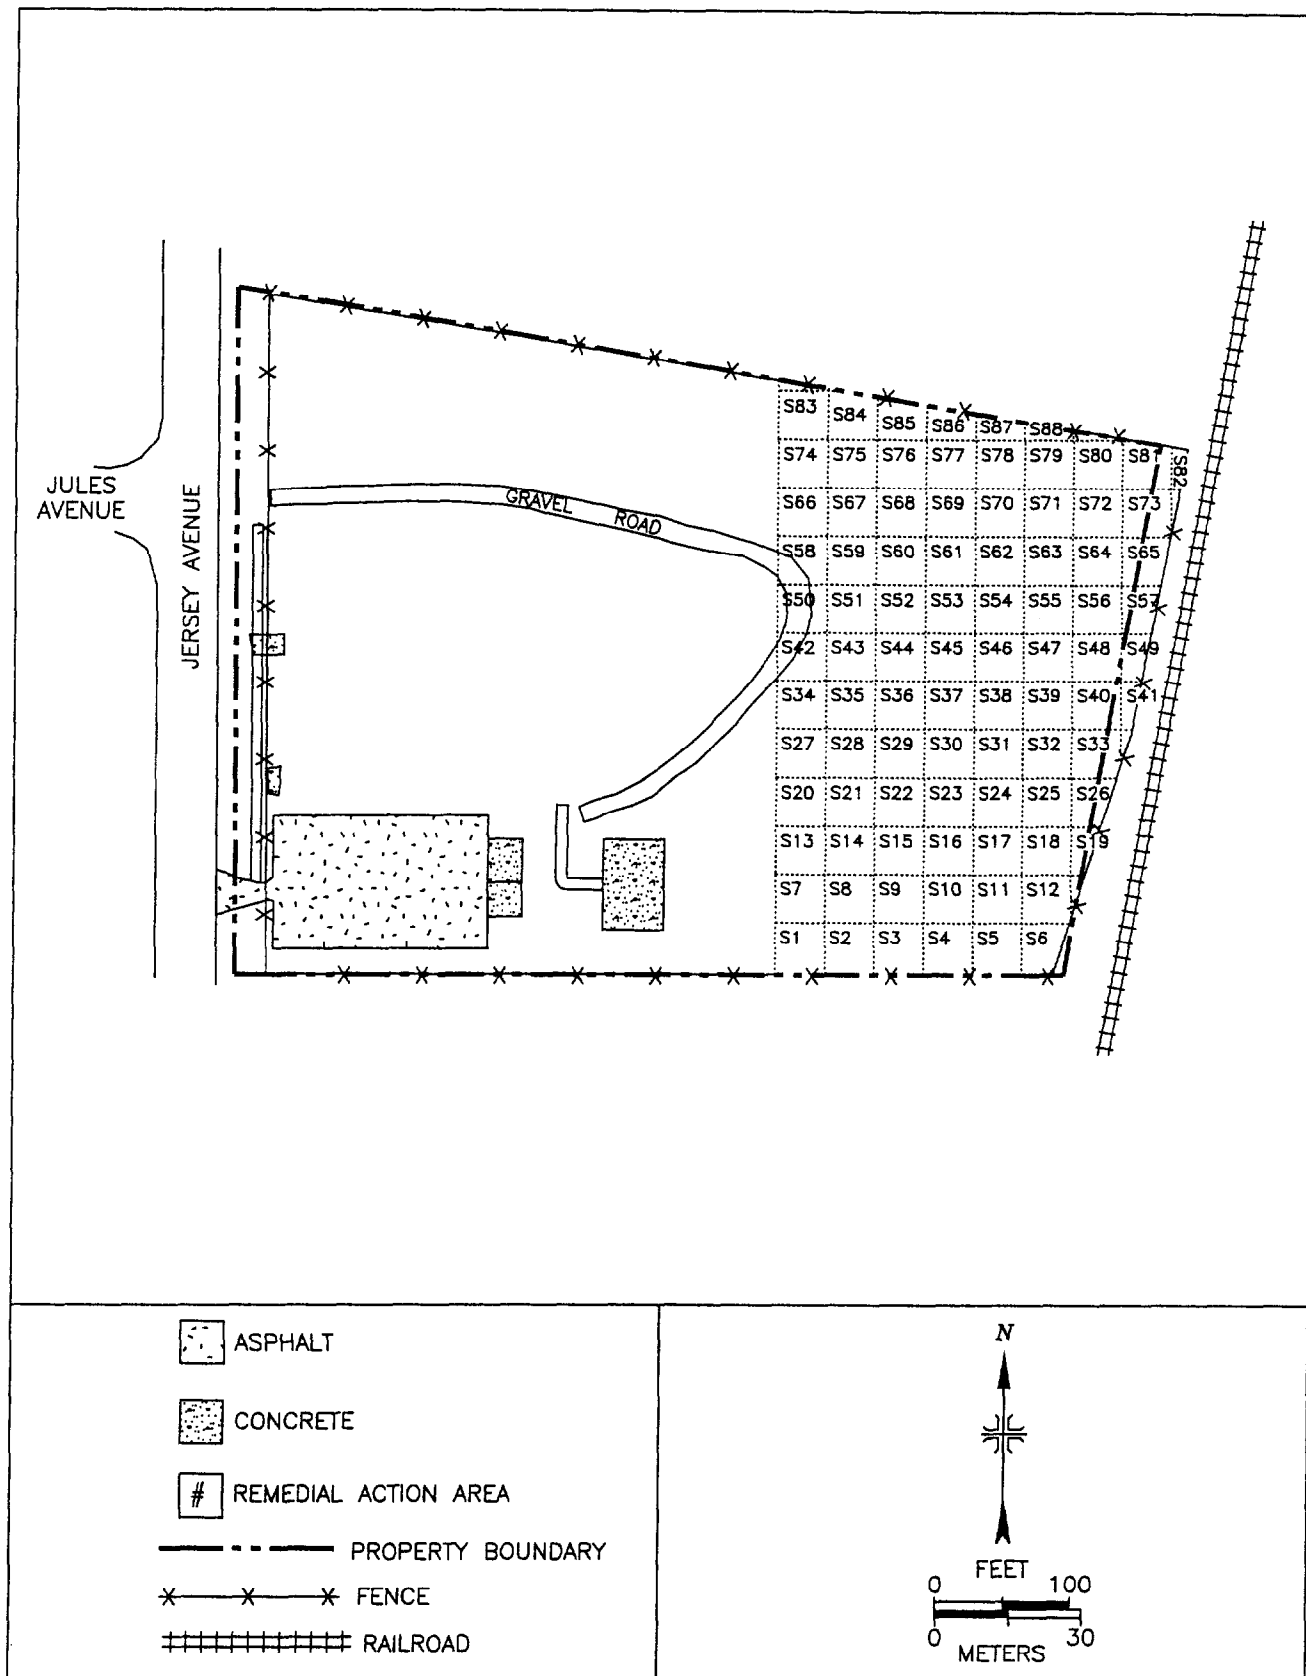 S83 S84 S85 S86 S87 S88
S74 S75 S76 S77 S78 S79 S80 S81 S82
S66 S67 S68 S69 S70 S71 S72 S73
S58 S59 S60 S61 S62 S63 S64 S65
S50 S51 S52 S53 S54 S55 S56 S57
S42 S43 S44 S45 S46 S47 S48 S49
S34 S35 S36 S37 S38 S39 S40 S41
S27 S28 S29 S30 S31 S32 S33
S20 S21 S22 S23 S24 S25 S26
S13 S14 S15 S16 S17 S18 S19
S7 S8 S9 S10 S11 S12
S1 S2 S3 S4 S5 S6
JULES
AVENUE
JERSEY AVENUE
GRAVEL ROAD
ASPHALT
CONCRETE
# REMEDIAL ACTION AREA
PROPERTY BOUNDARY
FENCE
RAILROAD
N
FEET
0 100
0 30
METERS